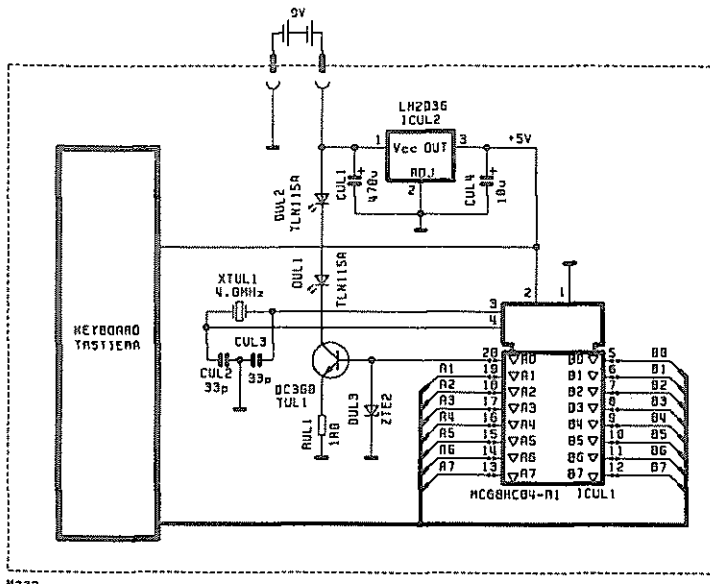 9V
LM2D36
ICUL2
1
Vcc OUT
3
+5V
ADJ
2
CUL1
470u
CUL4
10u
DUL2
TLN115A
DUL1
TLN115A
XTUL1
4.0MHz
KEYBOARD
TASTIERA
CUL3
CUL2
33p
33p
BC368
TUL1
RUL1
1R0
DUL3
ZTE2
2
1
3
4
20 A0 B0 5 B0
A1 19 A1 B1 6 B1
A2 18 A2 B2 7 B2
A3 17 A3 B3 8 B3
A4 16 A4 B4 9 B4
A5 15 A5 B5 10 B5
A6 14 A6 B6 11 B6
A7 13 A7 B7 12 B7
MC68HC04-A1
ICUL1